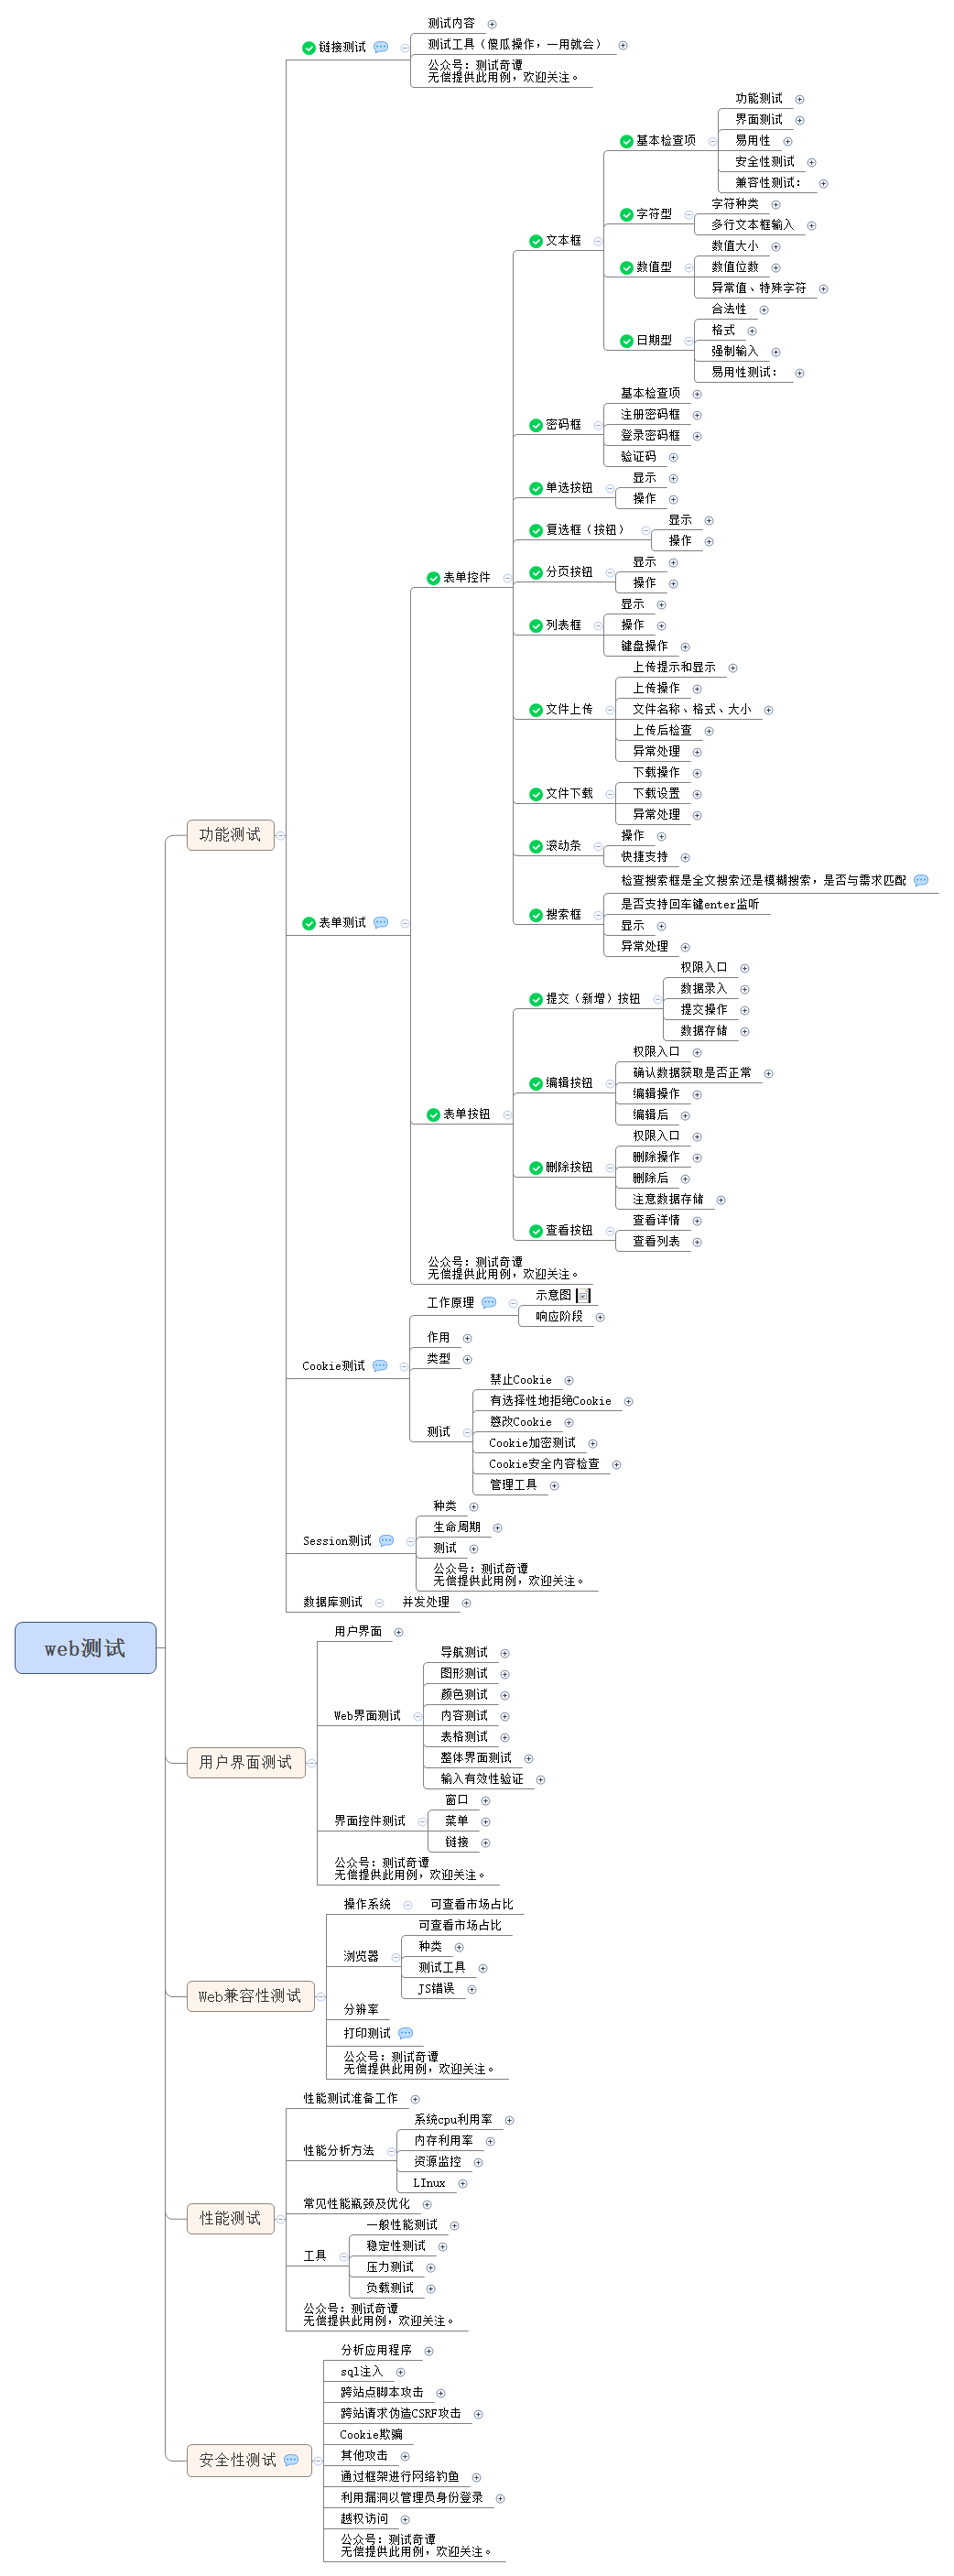 web测试
功能测试
链接测试
测试内容
测试工具（傻瓜操作，一用就会）
公众号：测试奇谭
无偿提供此用例，欢迎关注。
表单测试
表单控件
文本框
基本检查项
功能测试
界面测试
易用性
安全性测试
兼容性测试：
字符型
字符种类
多行文本框输入
数值型
数值大小
数值位数
异常值、特殊字符
日期型
合法性
格式
强制输入
易用性测试：
密码框
基本检查项
注册密码框
登录密码框
验证码
单选按钮
显示
操作
复选框（按钮）
显示
操作
分页按钮
显示
操作
列表框
显示
操作
键盘操作
文件上传
上传提示和显示
上传操作
文件名称、格式、大小
上传后检查
异常处理
文件下载
下载操作
下载设置
异常处理
滚动条
操作
快捷支持
搜索框
检查搜索框是全文搜索还是模糊搜索，是否与需求匹配
是否支持回车键enter监听
显示
异常处理
表单按钮
提交（新增）按钮
权限入口
数据录入
提交操作
数据存储
编辑按钮
权限入口
确认数据获取是否正常
编辑操作
编辑后
删除按钮
权限入口
删除操作
删除后
注意数据存储
查看按钮
查看详情
查看列表
公众号：测试奇谭
无偿提供此用例，欢迎关注。
Cookie测试
工作原理
示意图
响应阶段
作用
类型
测试
禁止Cookie
有选择性地拒绝Cookie
篡改Cookie
Cookie加密测试
Cookie安全内容检查
管理工具
Session测试
种类
生命周期
测试
公众号：测试奇谭
无偿提供此用例，欢迎关注。
数据库测试
并发处理
用户界面测试
用户界面
Web界面测试
导航测试
图形测试
颜色测试
内容测试
表格测试
整体界面测试
输入有效性验证
界面控件测试
窗口
菜单
链接
公众号：测试奇谭
无偿提供此用例，欢迎关注。
Web兼容性测试
操作系统
可查看市场占比
浏览器
可查看市场占比
种类
测试工具
JS错误
分辨率
打印测试
公众号：测试奇谭
无偿提供此用例，欢迎关注。
性能测试
性能测试准备工作
性能分析方法
系统cpu利用率
内存利用率
资源监控
LInux
常见性能瓶颈及优化
工具
一般性能测试
稳定性测试
压力测试
负载测试
公众号：测试奇谭
无偿提供此用例，欢迎关注。
安全性测试
分析应用程序
sql注入
跨站点脚本攻击
跨站请求伪造CSRF攻击
Cookie欺骗
其他攻击
通过框架进行网络钓鱼
利用漏洞以管理员身份登录
越权访问
公众号：测试奇谭
无偿提供此用例，欢迎关注。